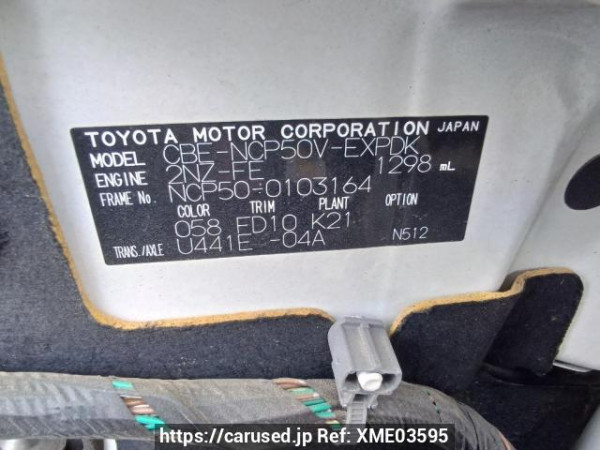 TOYOTA MOTOR CORPORATION JAPAN
MODEL CBE-NCP50V-EXPDK
ENGINE 2NZ-FE 1298 mL
FRAME No. NCP50-0103164
COLOR TRIM PLANT OPTION
058 FD10 K21
TRANS./AXLE U441E -04A N512
https://carused.jp Ref: XME03595